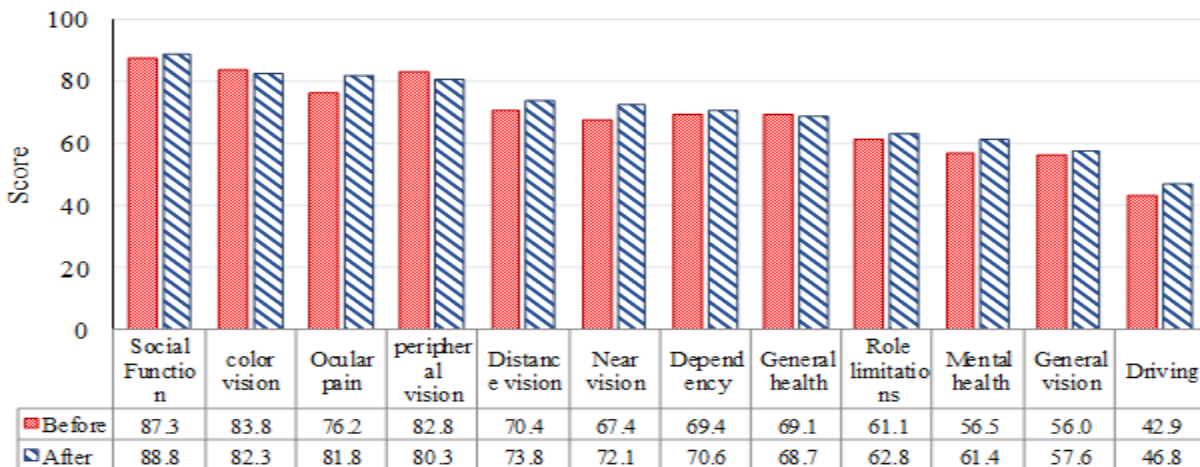 100
80
60
40
20
0
Score
Social
Functio
n
color
vision
Ocular
pain
peripher
al
vision
Distanc
e vision
Near
vision
Depend
ency
General
health
Role
limitatio
ns
Mental
health
General
vision
Driving
Before 87.3 83.8 76.2 82.8 70.4 67.4 69.4 69.1 61.1 56.5 56.0 42.9
After 88.8 82.3 81.8 80.3 73.8 72.1 70.6 68.7 62.8 61.4 57.6 46.8